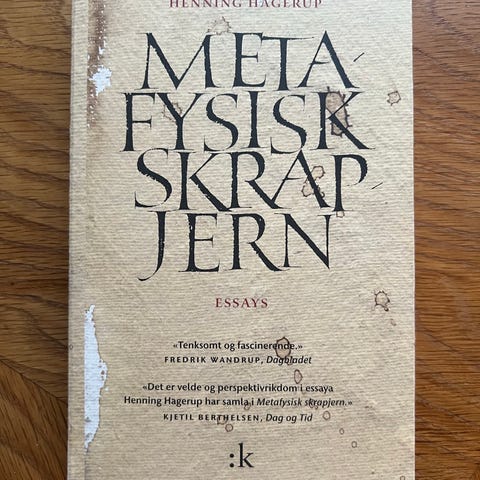 HENNING HAGERUP
META-
FYSISK
SKRAP-
JERN
ESSAYS
«Tenksomt og fascinerende.»
FREDRIK WANDRUP, Dagbladet
«Det er velde og perspektivrikdom i essaya
Henning Hagerup har samla i Metafysisk skrapjern.»
KJETIL BERTHELSEN, Dag og Tid
:k